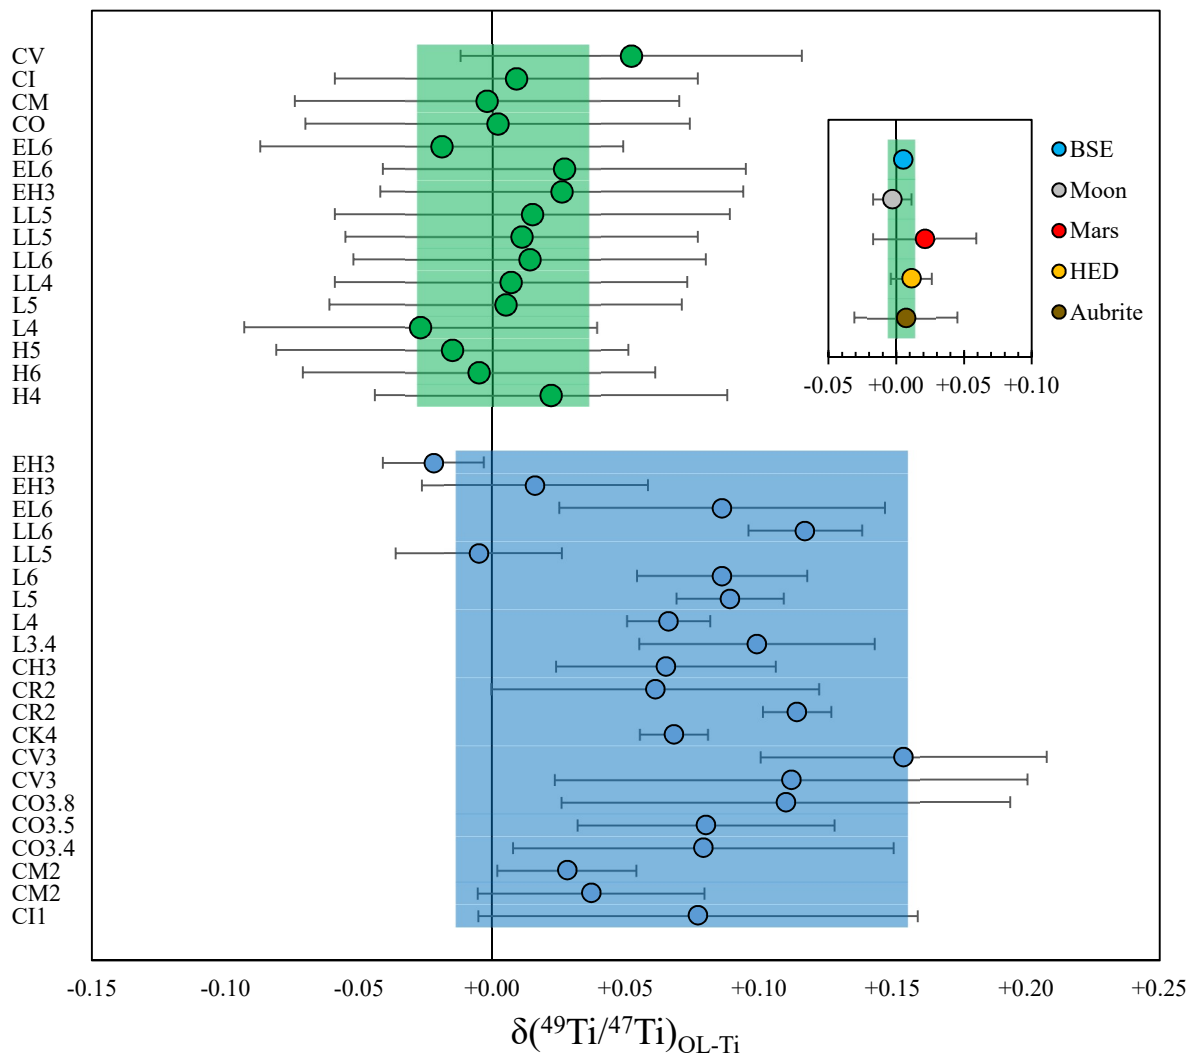 CV
CI
CM
CO
EL6
EL6
EH3
LL5
LL5
LL6
LL4
L5
L4
H5
H6
H4
BSE
Moon
Mars
HED
Aubrite
-0.05 +0.00 +0.05 +0.10
EH3
EH3
EL6
LL6
LL5
L6
L5
L4
L3.4
CH3
CR2
CR2
CK4
CV3
CV3
CO3.8
CO3.5
CO3.4
CM2
CM2
CI1
-0.15 -0.10 -0.05 +0.00 +0.05 +0.10 +0.15 +0.20 +0.25
δ(⁴⁹Ti/⁴⁷Ti)OL-Ti